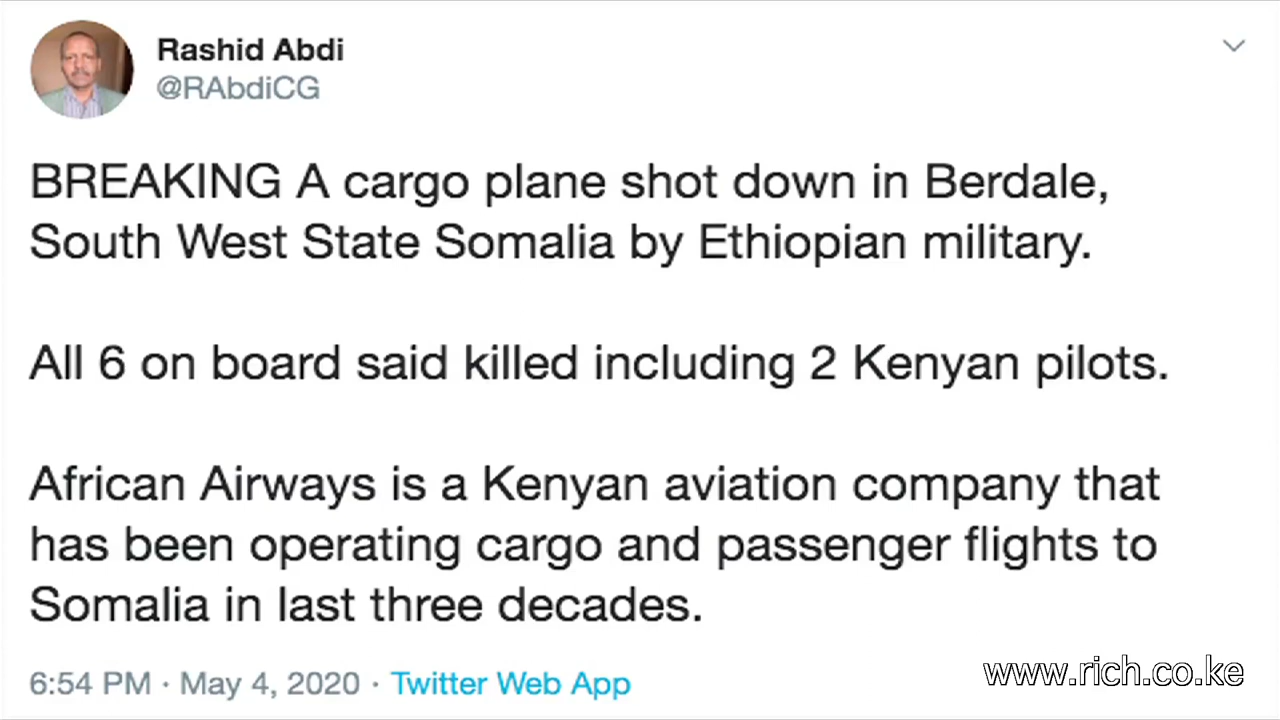 Rashid Abdi
@RAbdiCG
BREAKING A cargo plane shot down in Berdale,
South West State Somalia by Ethiopian military.
All 6 on board said killed including 2 Kenyan pilots.
African Airways is a Kenyan aviation company that
has been operating cargo and passenger flights to
Somalia in last three decades.
6:54 PM · May 4, 2020 · Twitter Web App
www.rich.co.ke